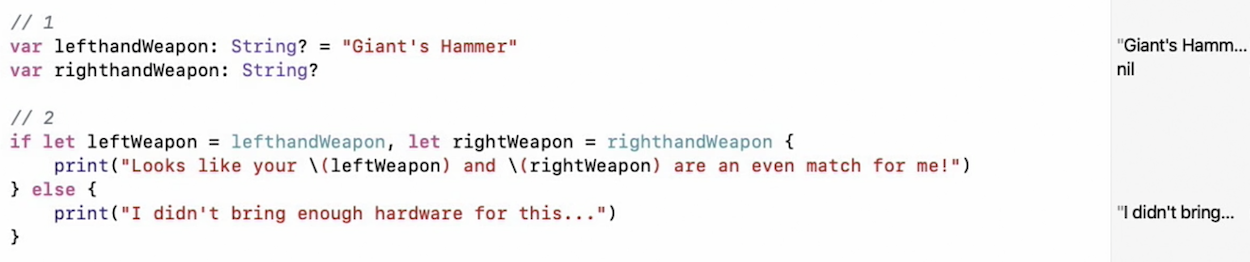 // 1
var lefthandWeapon: String? = "Giant's Hammer"
"Giant's Hamm...
var righthandWeapon: String?
nil
// 2
if let leftWeapon = lefthandWeapon, let rightWeapon = righthandWeapon {
    print("Looks like your \(leftWeapon) and \(rightWeapon) are an even match for me!")
} else {
    print("I didn't bring enough hardware for this...")
"I didn't bring...
}